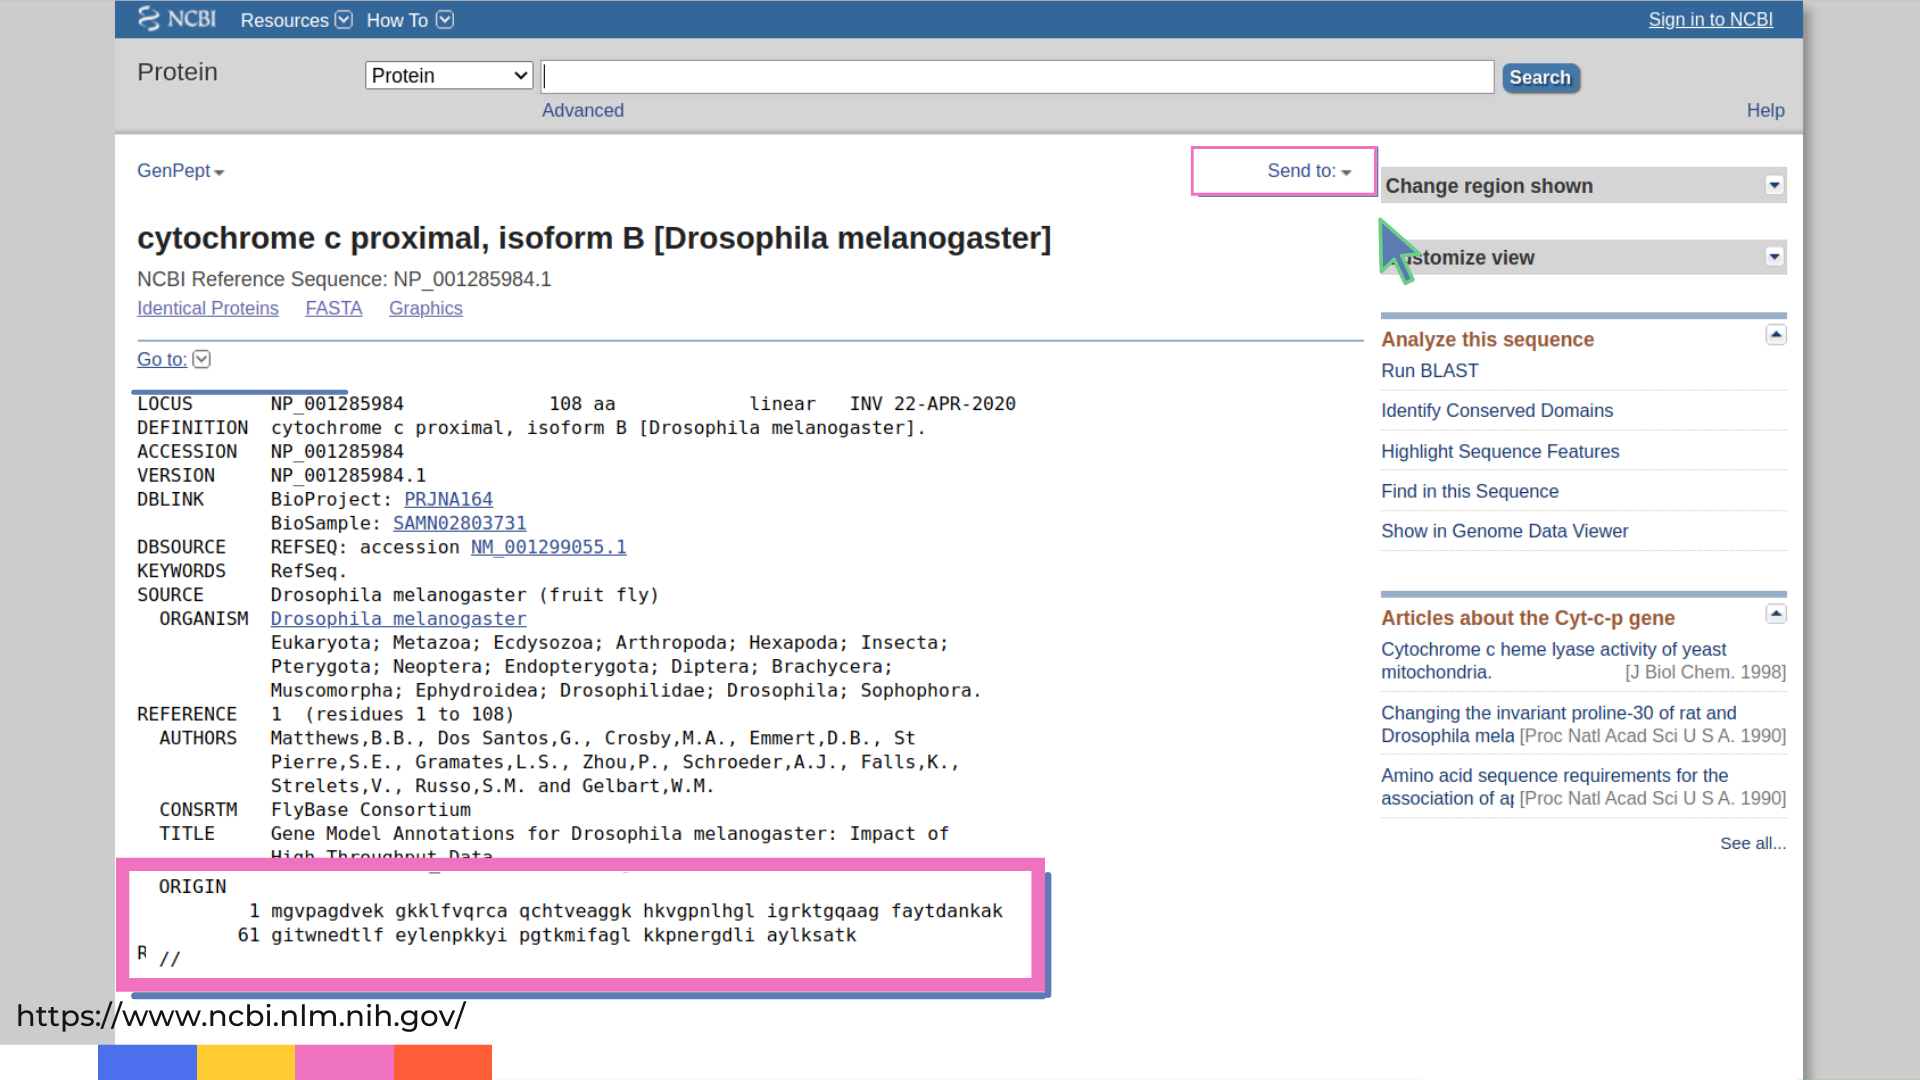 NCBI Resources How To Sign in to NCBI
Protein Protein Search
Advanced Help
GenPept Send to:
Change region shown
cytochrome c proximal, isoform B [Drosophila melanogaster]
NCBI Reference Sequence: NP_001285984.1
Identical Proteins FASTA Graphics
Go to:
LOCUS NP_001285984 108 aa linear INV 22-APR-2020
DEFINITION cytochrome c proximal, isoform B [Drosophila melanogaster].
ACCESSION NP_001285984
VERSION NP_001285984.1
DBLINK BioProject: PRJNA164
BioSample: SAMN02803731
DBSOURCE REFSEQ: accession NM_001299055.1
KEYWORDS RefSeq.
SOURCE Drosophila melanogaster (fruit fly)
ORGANISM Drosophila melanogaster
Eukaryota; Metazoa; Ecdysozoa; Arthropoda; Hexapoda; Insecta;
Pterygota; Neoptera; Endopterygota; Diptera; Brachycera;
Muscomorpha; Ephydroidea; Drosophilidae; Drosophila; Sophophora.
REFERENCE 1 (residues 1 to 108)
AUTHORS Matthews,B.B., Dos Santos,G., Crosby,M.A., Emmert,D.B., St
Pierre,S.E., Gramates,L.S., Zhou,P., Schroeder,A.J., Falls,K.,
Strelets,V., Russo,S.M. and Gelbart,W.M.
CONSRTM FlyBase Consortium
TITLE Gene Model Annotations for Drosophila melanogaster: Impact of
High Throughput Data
ORIGIN
1 mgvpagdvek gkklfvqrca qchtveaggk hkvgpnlhgl igrktgqaag faytdankak
61 gitwnedtlf eylenpkkyi pgtkmifagl kkpnergdli aylksatk
R //
stomize view
Analyze this sequence
Run BLAST
Identify Conserved Domains
Highlight Sequence Features
Find in this Sequence
Show in Genome Data Viewer
Articles about the Cyt-c-p gene
Cytochrome c heme lyase activity of yeast
mitochondria. [J Biol Chem. 1998]
Changing the invariant proline-30 of rat and
Drosophila mela [Proc Natl Acad Sci U S A. 1990]
Amino acid sequence requirements for the
association of ap [Proc Natl Acad Sci U S A. 1990]
See all...
https://www.ncbi.nlm.nih.gov/